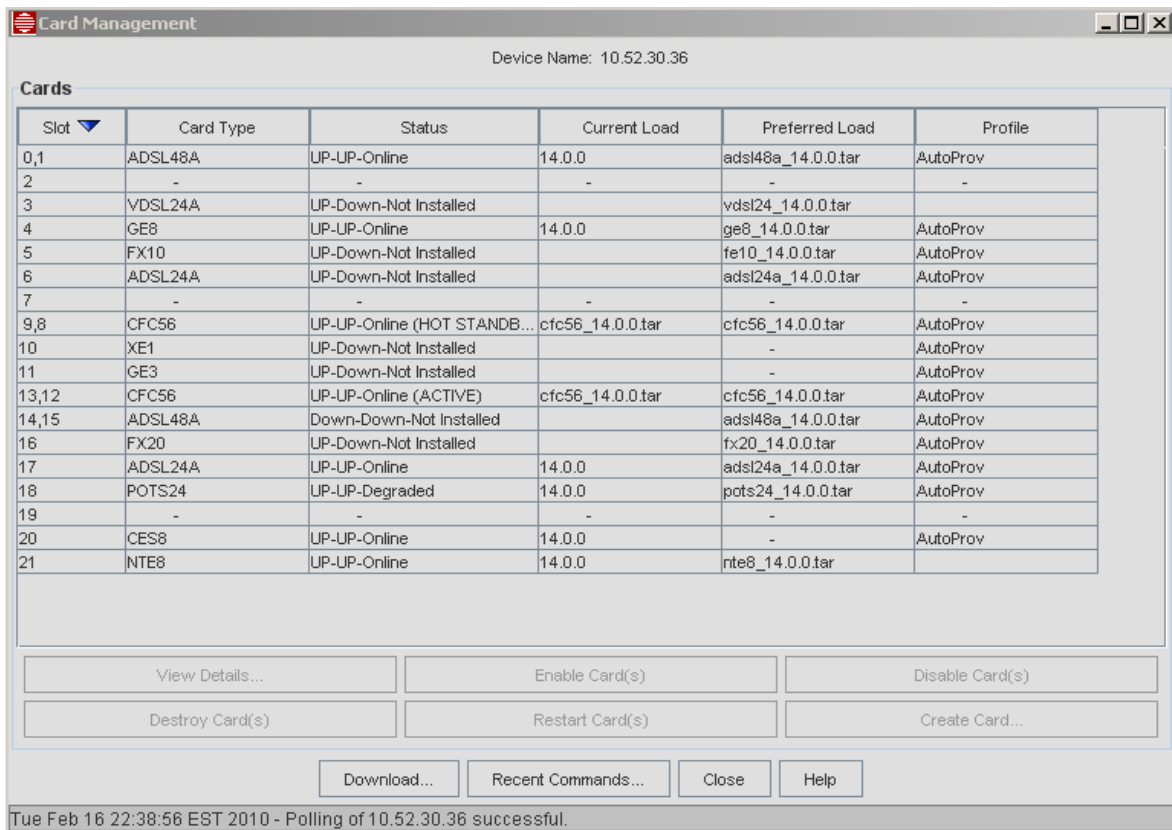 Card Management
Device Name: 10.52.30.36
Cards
Slot Card Type Status Current Load Preferred Load Profile
0,1 ADSL48A UP-UP-Online 14.0.0 adsl48a_14.0.0.tar AutoProv
2 - - - - -
3 VDSL24A UP-Down-Not Installed vdsl24_14.0.0.tar
4 GE8 UP-UP-Online 14.0.0 ge8_14.0.0.tar AutoProv
5 FX10 UP-Down-Not Installed fe10_14.0.0.tar AutoProv
6 ADSL24A UP-Down-Not Installed adsl24a_14.0.0.tar AutoProv
7 - - - - -
9,8 CFC56 UP-UP-Online (HOT STANDB... cfc56_14.0.0.tar cfc56_14.0.0.tar AutoProv
10 XE1 UP-Down-Not Installed - AutoProv
11 GE3 UP-Down-Not Installed - AutoProv
13,12 CFC56 UP-UP-Online (ACTIVE) cfc56_14.0.0.tar cfc56_14.0.0.tar AutoProv
14,15 ADSL48A Down-Down-Not Installed adsl48a_14.0.0.tar AutoProv
16 FX20 UP-Down-Not Installed fx20_14.0.0.tar AutoProv
17 ADSL24A UP-UP-Online 14.0.0 adsl24a_14.0.0.tar AutoProv
18 POTS24 UP-UP-Degraded 14.0.0 pots24_14.0.0.tar AutoProv
19 - - - - -
20 CES8 UP-UP-Online 14.0.0 - AutoProv
21 NTE8 UP-UP-Online 14.0.0 nte8_14.0.0.tar
View Details... Enable Card(s) Disable Card(s)
Destroy Card(s) Restart Card(s) Create Card...
Download... Recent Commands... Close Help
Tue Feb 16 22:38:56 EST 2010 - Polling of 10.52.30.36 successful.